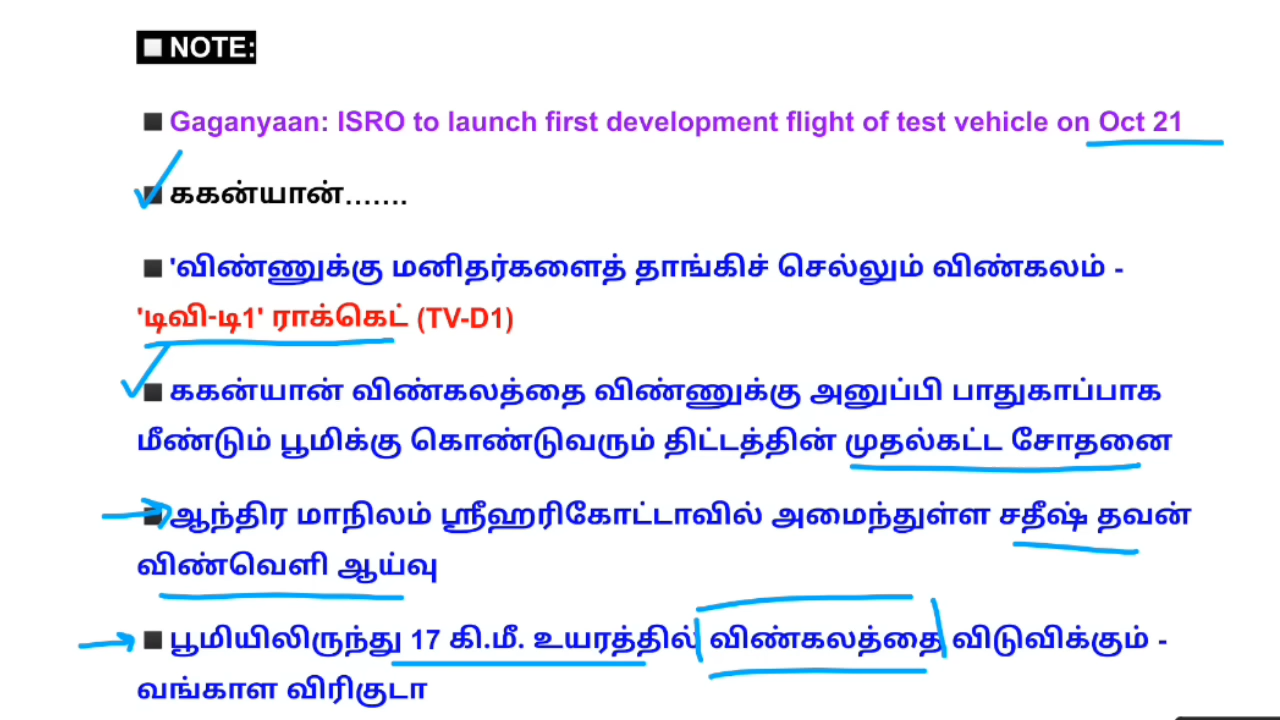 NOTE:
Gaganyaan: ISRO to launch first development flight of test vehicle on Oct 21
ககன்யான்.......
'விண்ணுக்கு மனிதர்களைத் தாங்கிச் செல்லும் விண்கலம் -
'டிவி-டி1' ராக்கெட் (TV-D1)
ககன்யான் விண்கலத்தை விண்ணுக்கு அனுப்பி பாதுகாப்பாக
மீண்டும் பூமிக்கு கொண்டுவரும் திட்டத்தின் முதல்கட்ட சோதனை
ஆந்திர மாநிலம் ஸ்ரீஹரிகோட்டாவில் அமைந்துள்ள சதீஷ் தவன்
விண்வெளி ஆய்வு
பூமியிலிருந்து 17 கி.மீ. உயரத்தில் விண்கலத்தை விடுவிக்கும் -
வங்காள விரிகுடா